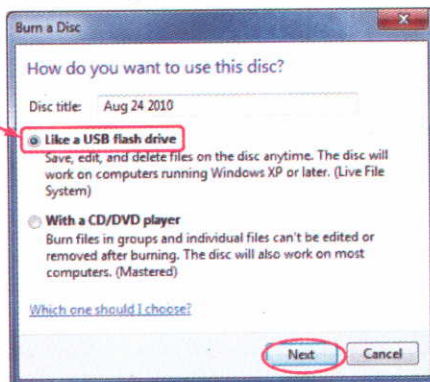 Burn a Disc
How do you want to use this disc?
Disc title: Aug 24 2010
Like a USB flash drive
Save, edit, and delete files on the disc anytime. The disc will
work on computers running Windows XP or later. (Live File
System)
With a CD/DVD player
Burn files in groups and individual files can't be edited or
removed after burning. The disc will also work on most
computers. (Mastered)
Which one should I choose?
Next Cancel